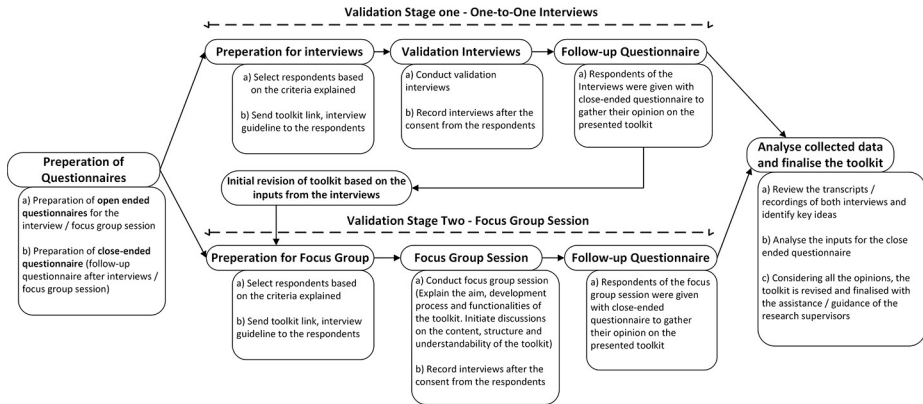 Validation Stage one - One-to-One Interviews
Preparation for interviews
a) Select respondents based
on the criteria explained
b) Send toolkit link, interview
guideline to the respondents
Validation Interviews
a) Conduct validation
interviews
b) Record interviews after the
consent from the respondents
Follow-up Questionnaire
a) Respondents of the
Interviews were given with
close-ended questionnaire to
gather their opinion on the
presented toolkit
Prepration of
Questionnaires
a) Preparation of open ended
questionnaires for the
interview / focus group session
b) Preparation of close-ended
questionnaire (follow-up
questionnaire after interviews /
focus group session)
Initial revision of toolkit based on the
inputs from the interviews
Validation Stage Two - Focus Group Session
Preparation for Focus Group
a) Select respondents based
on the criteria explained
b) Send toolkit link, interview
guideline to the respondents
Focus Group Session
a) Conduct focus group session
(Explain the aim, development
process and functionalities of
the toolkit. Initiate discussions
on the content, structure and
understandability of the toolkit)
b) Record interviews after the
consent from the respondents
Follow-up Questionnaire
a) Respondents of the focus
group session were given
with close-ended
questionnaire to gather
their opinion on the
presented toolkit
Analyse collected data
and finalise the toolkit
a) Review the transcripts /
recordings of both interviews and
identify key ideas
b) Analyse the inputs for the close
ended questionnaire
c) Considering all the opinions, the
toolkit is revised and finalised with
the assistance / guidance of the
research supervisors